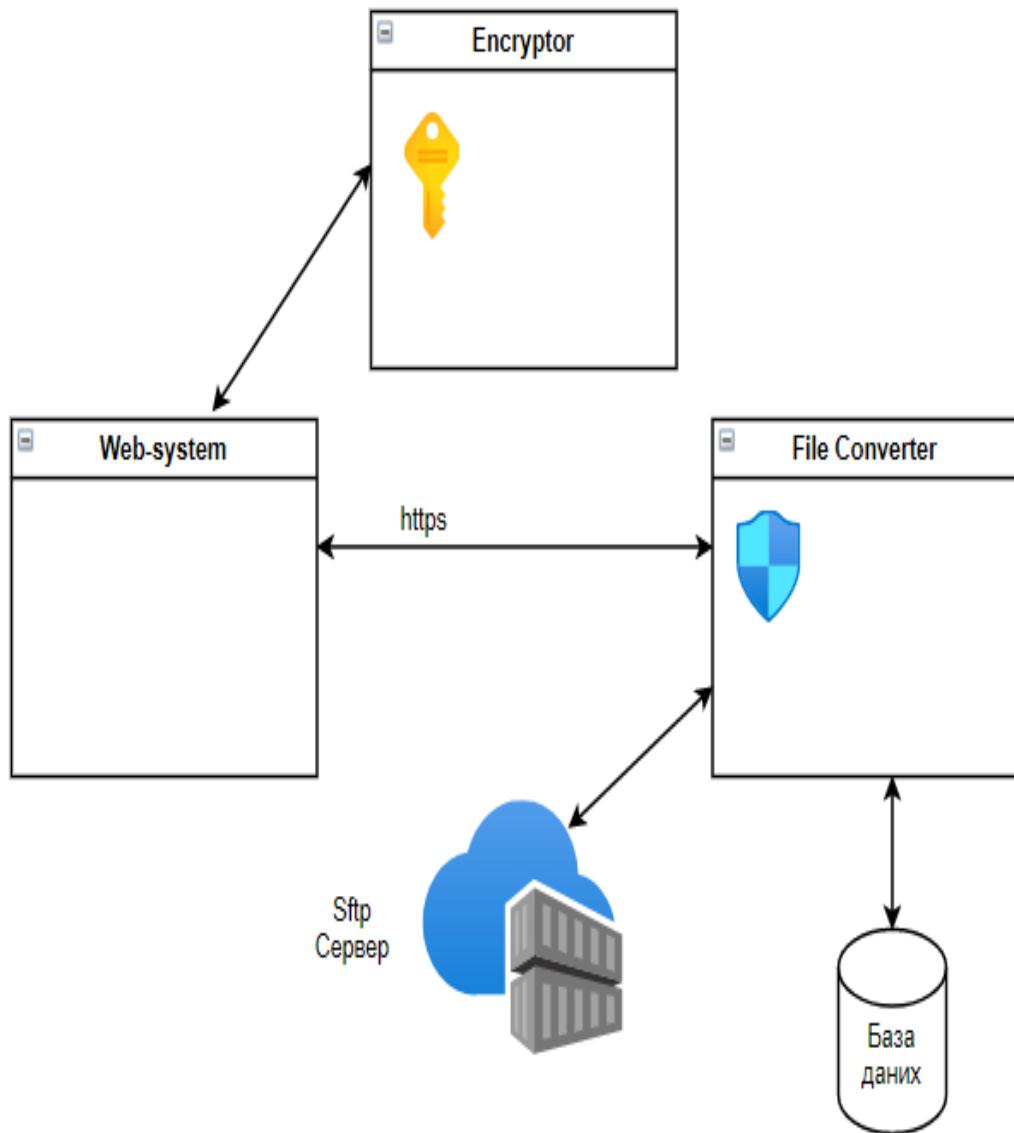 Encryptor
Web-system
File Converter
https
Sftp
Сервер
База
даних